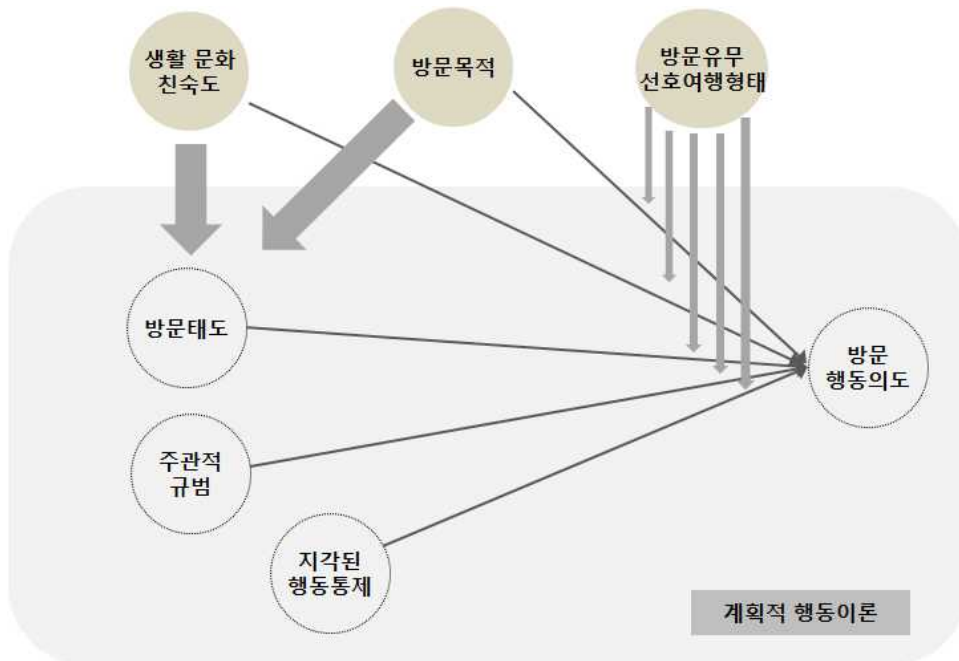 생활 문화
친숙도
방문목적
방문유무
선호여행형태
방문태도
방문
행동의도
주관적
규범
지각된
행동통제
계획적 행동이론